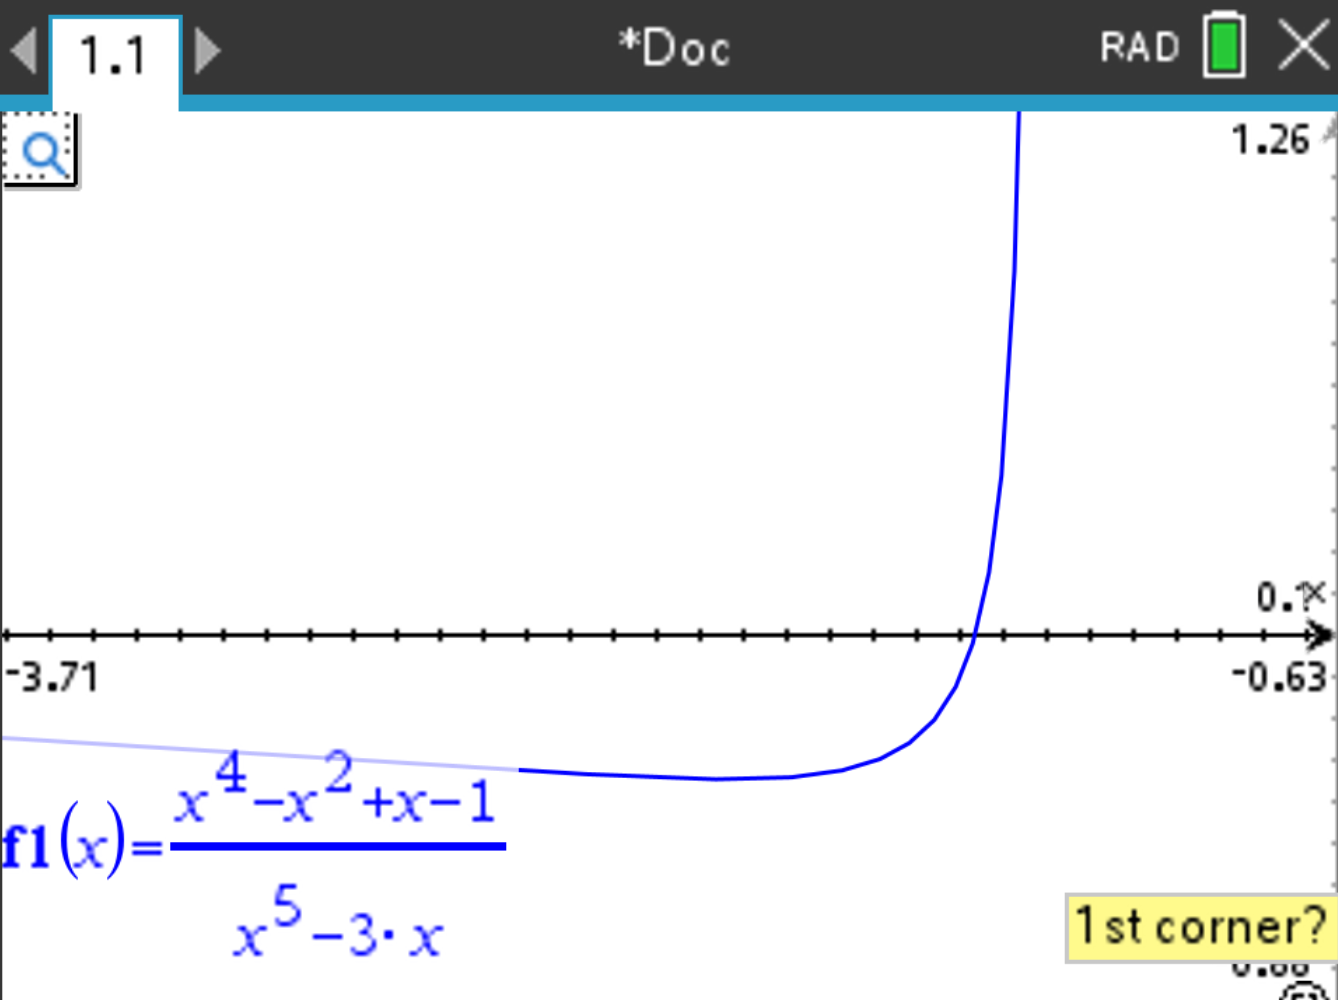 1.1 *Doc RAD
1.26
-3.71 -0.63
f1(x)=(x^4-x^2+x-1)/(x^5-3·x)
1st corner?